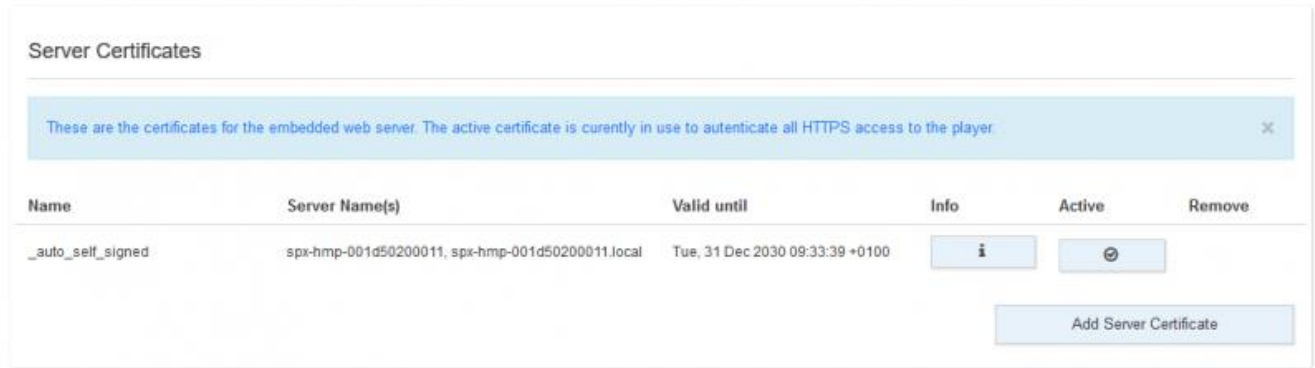 Server Certificates
These are the certificates for the embedded web server. The active certificate is curently in use to autenticate all HTTPS access to the player. ×
Name Server Name(s) Valid until Info Active Remove
_auto_self_signed spx-hmp-001d50200011, spx-hmp-001d50200011.local Tue, 31 Dec 2030 09:33:39 +0100
Add Server Certificate